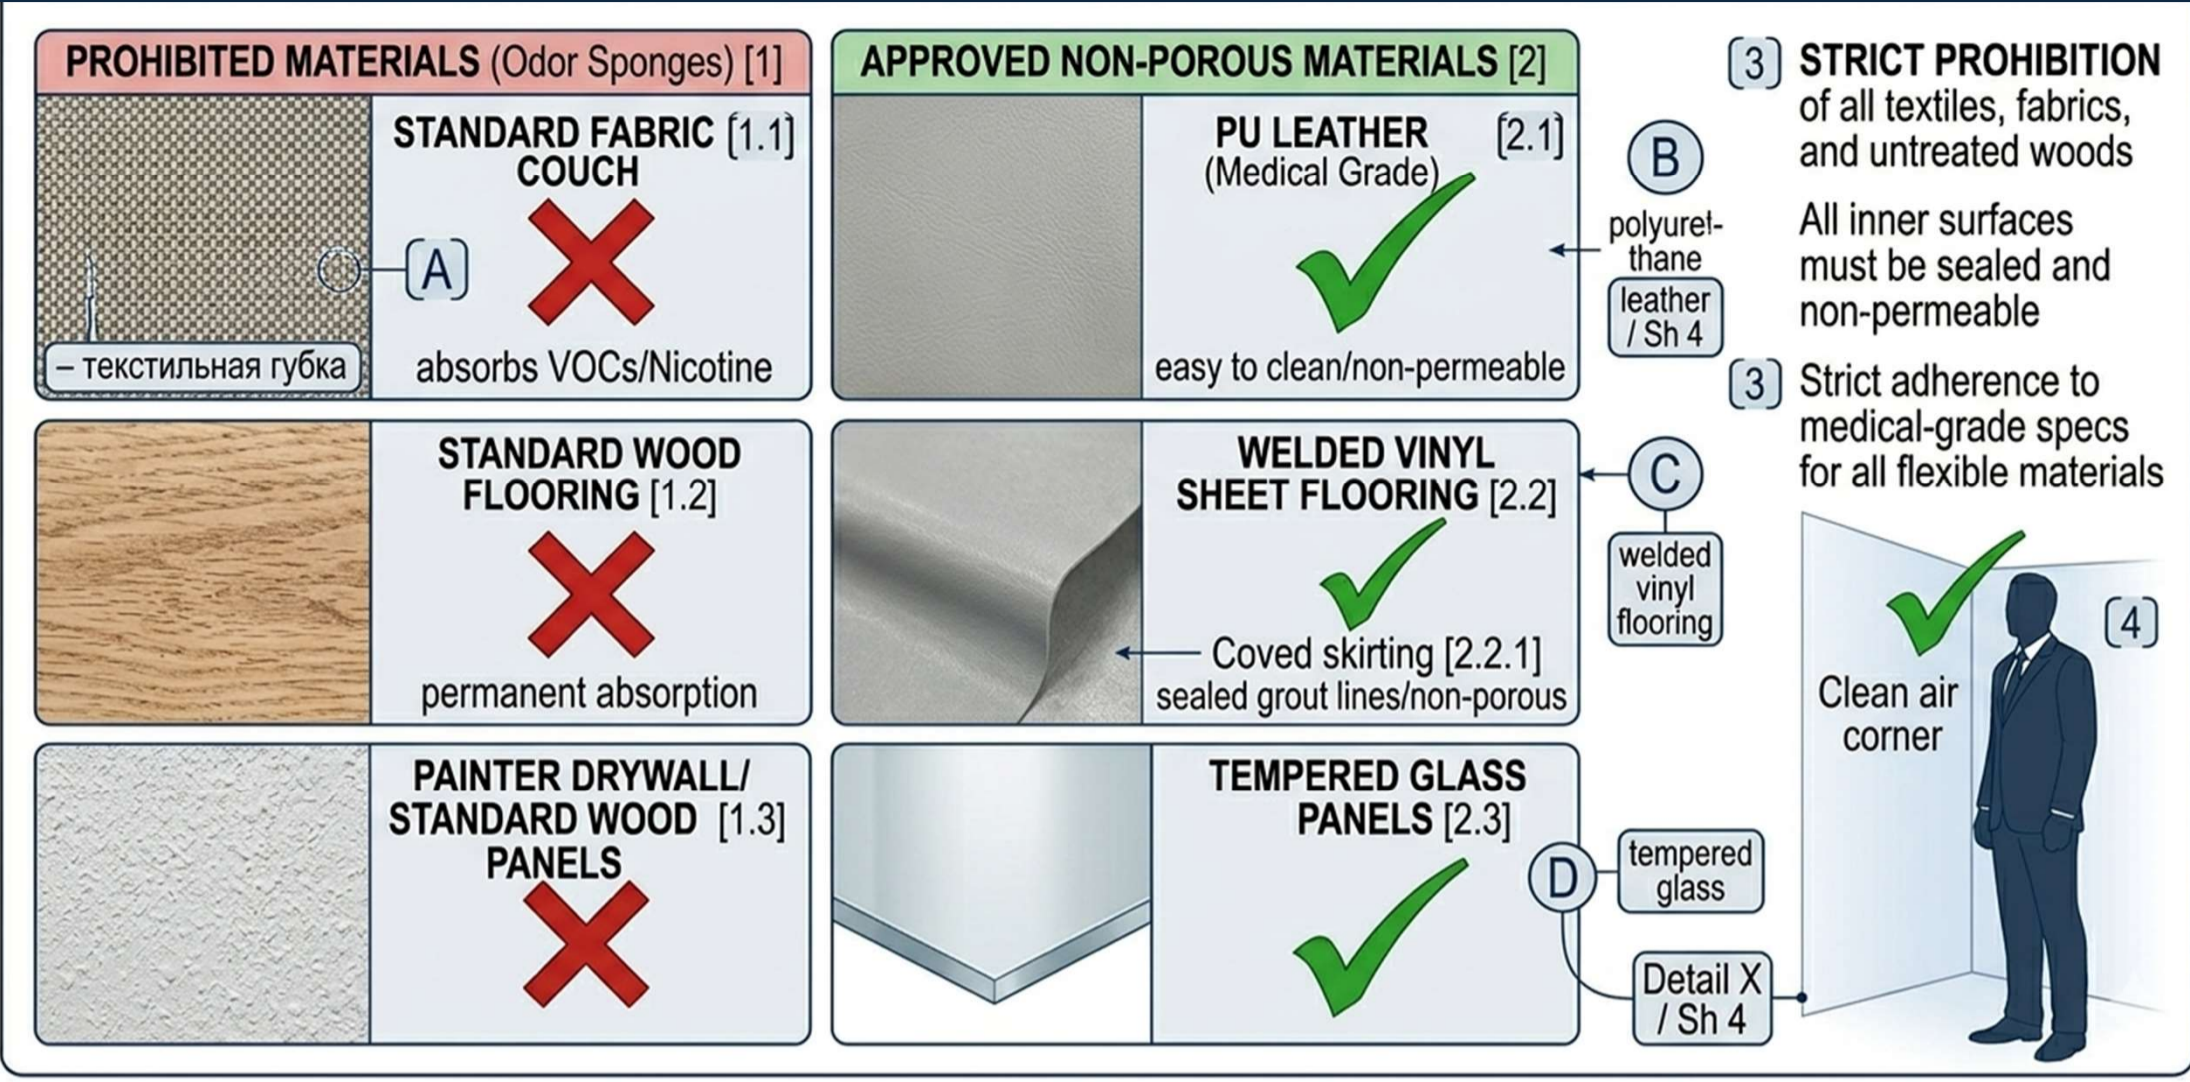 PROHIBITED MATERIALS (Odor Sponges) [1]
STANDARD FABRIC [1.1]
COUCH
A
– текстильная губка
absorbs VOCs/Nicotine
STANDARD WOOD
FLOORING [1.2]
permanent absorption
PAINTER DRYWALL/
STANDARD WOOD [1.3]
PANELS
APPROVED NON-POROUS MATERIALS [2]
PU LEATHER [2.1]
(Medical Grade)
easy to clean/non-permeable
B
polyuret-
thane
leather
/ Sh 4
WELDED VINYL
SHEET FLOORING [2.2]
Coved skirting [2.2.1]
sealed grout lines/non-porous
C
welded
vinyl
flooring
TEMPERED GLASS
PANELS [2.3]
D
tempered
glass
Detail X
/ Sh 4
[3] STRICT PROHIBITION
of all textiles, fabrics,
and untreated woods
All inner surfaces
must be sealed and
non-permeable
[3] Strict adherence to
medical-grade specs
for all flexible materials
[4]
Clean air
corner